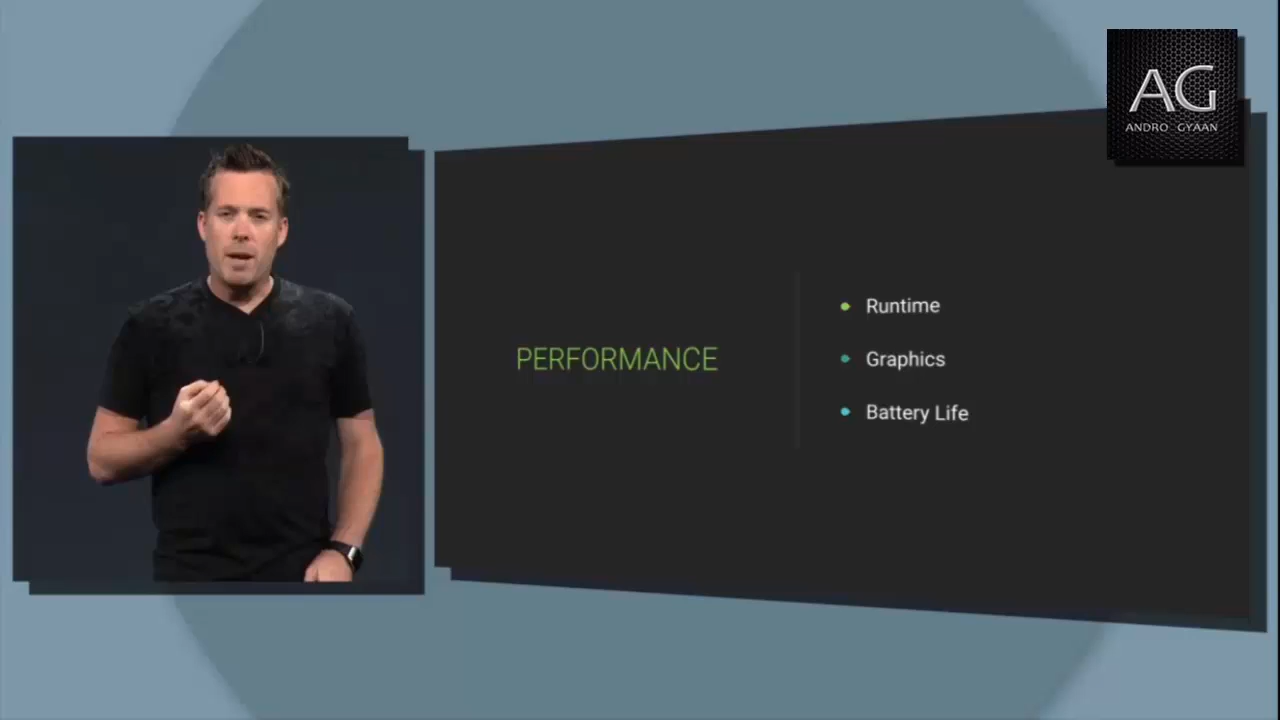 AG
ANDRO GYAAN
PERFORMANCE
Runtime
Graphics
Battery Life